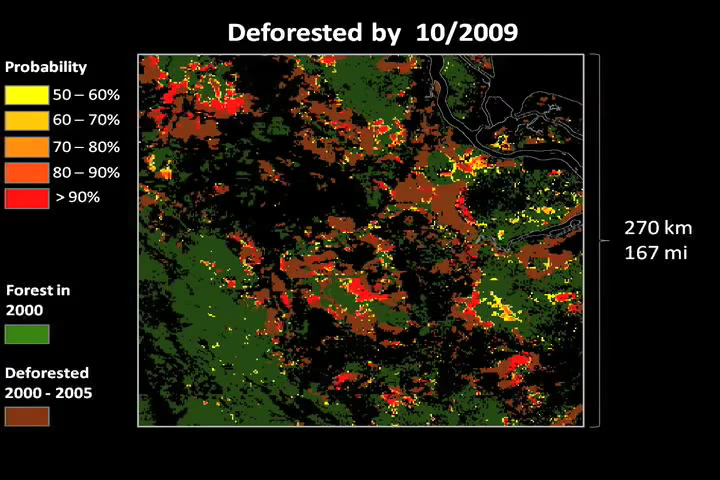 Deforested by 10/2009
Probability
50 – 60%
60 – 70%
70 – 80%
80 – 90%
> 90%
270 km
167 mi
Forest in
2000
Deforested
2000 - 2005